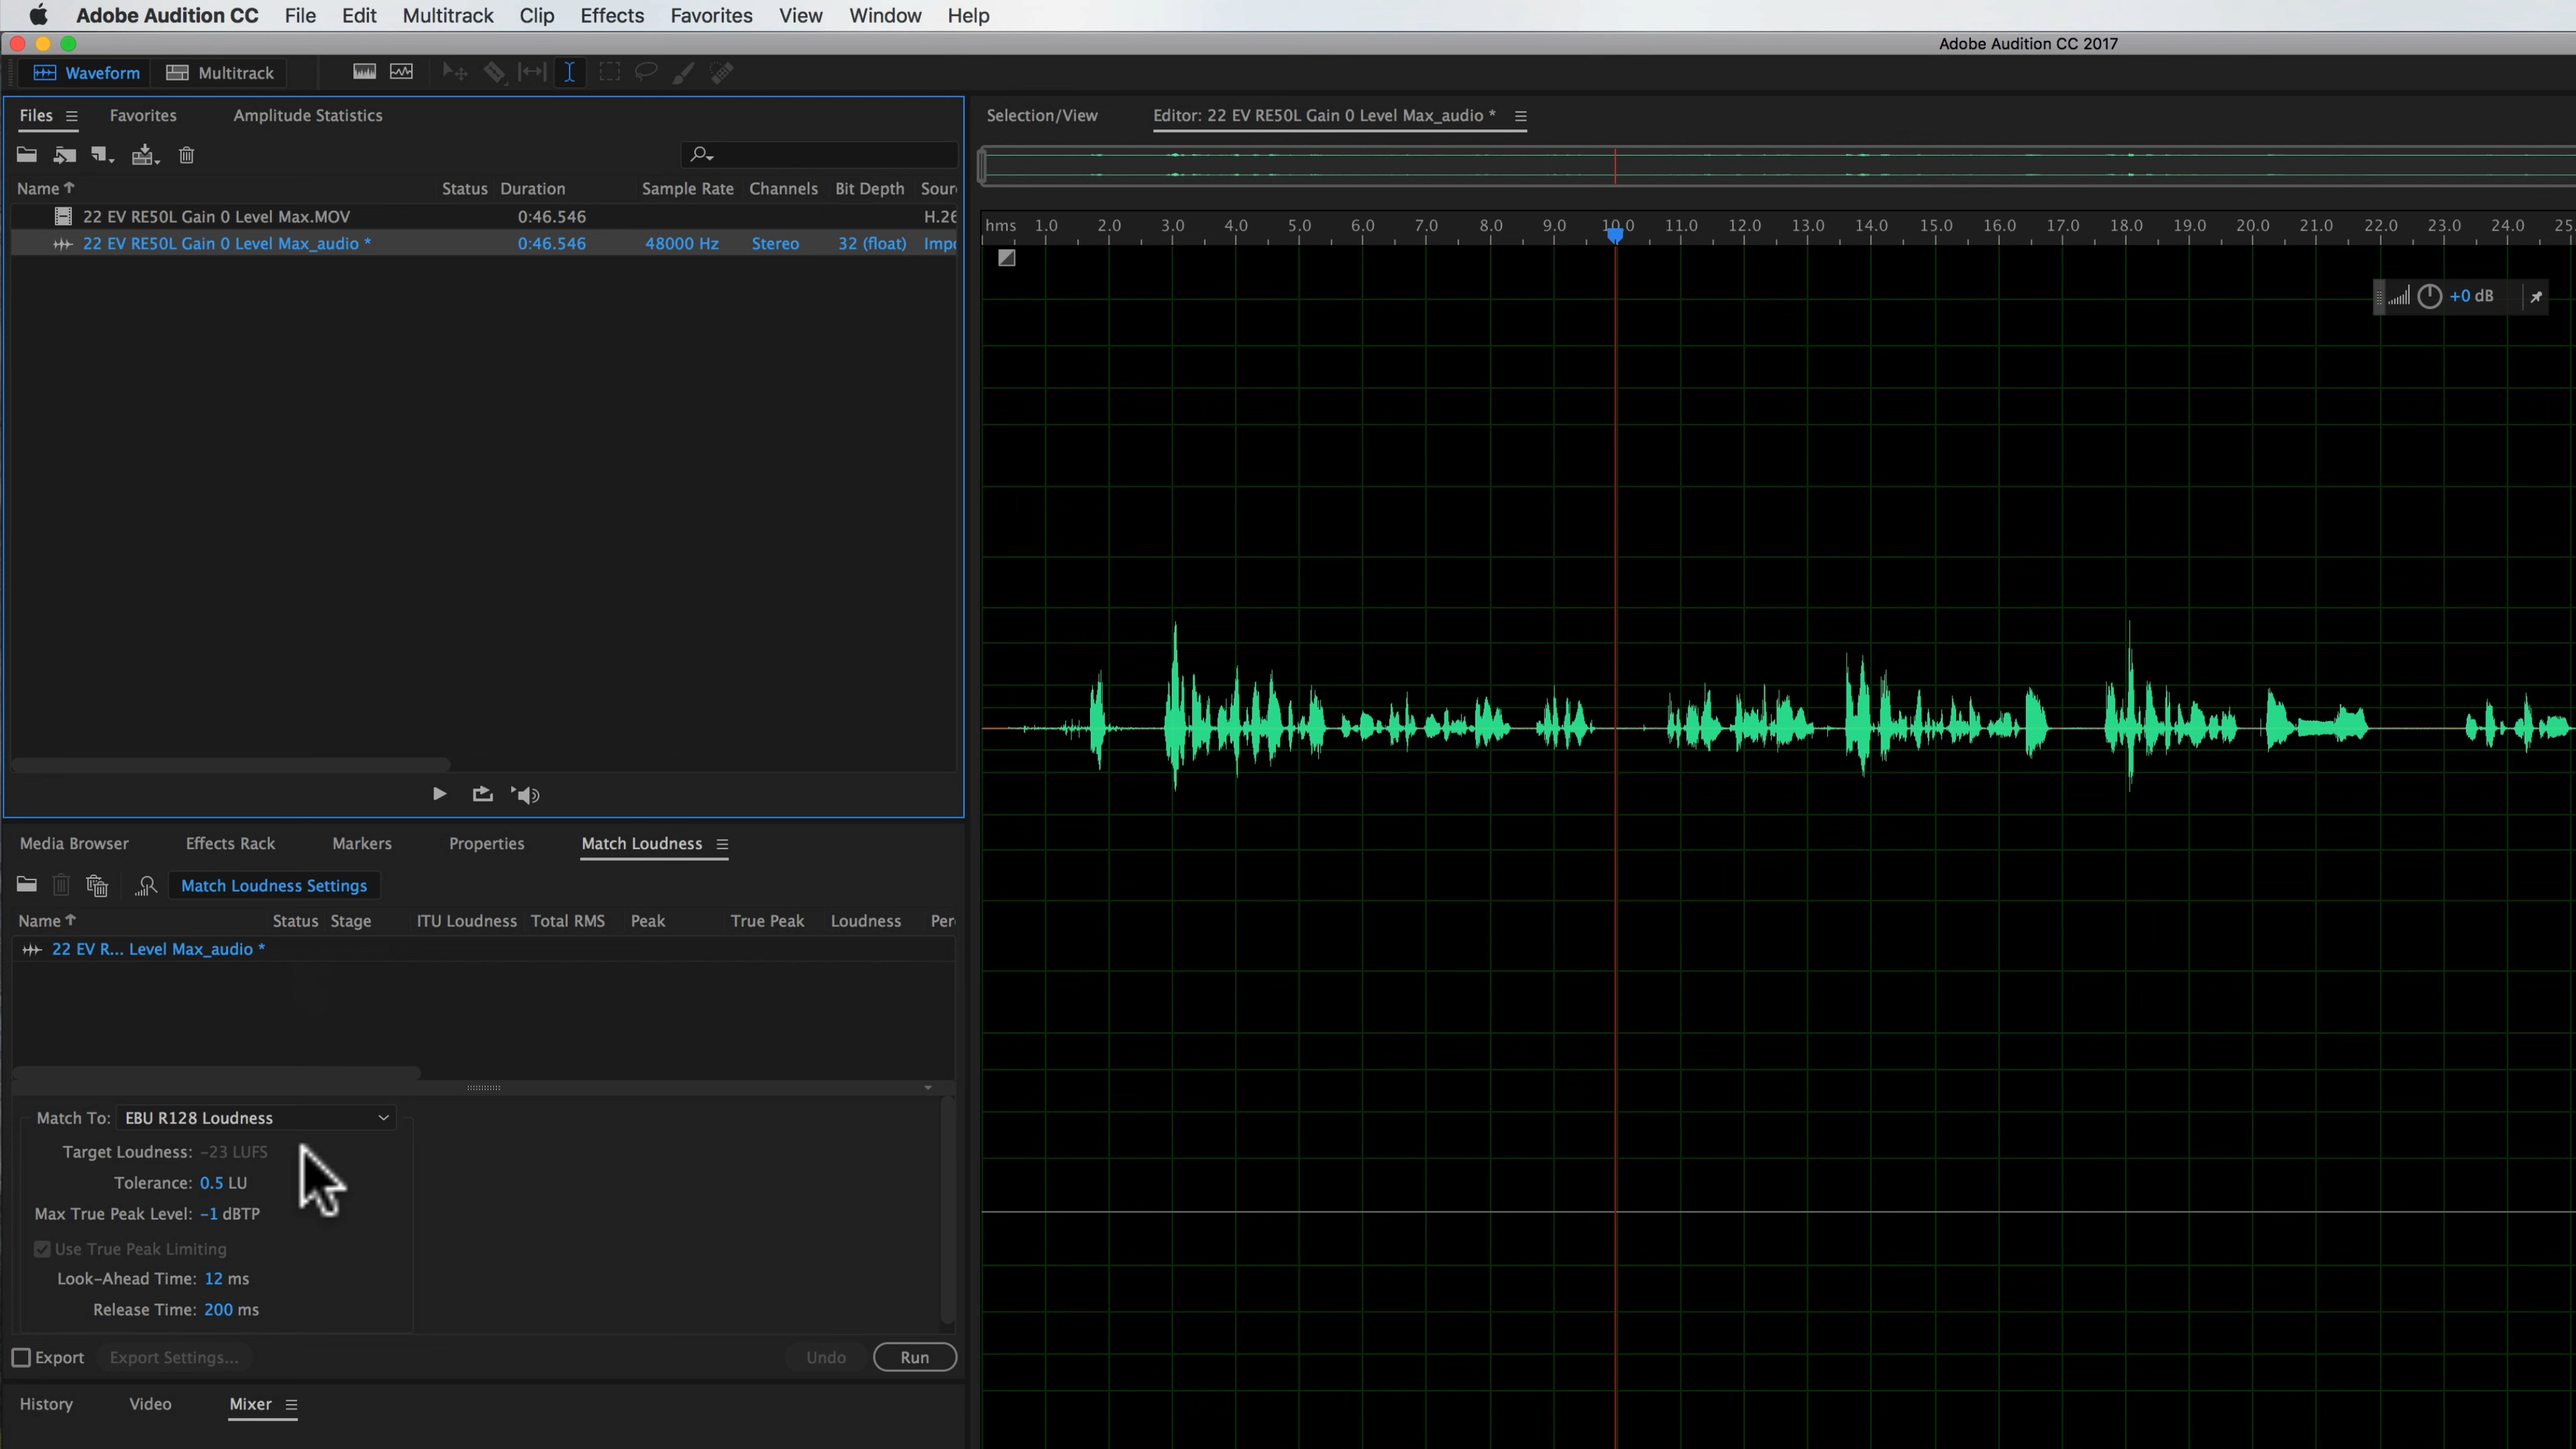 Adobe Audition CC File Edit Multitrack Clip Effects Favorites View Window Help
Adobe Audition CC 2017
Waveform Multitrack
Files Favorites Amplitude Statistics
Name Status Duration Sample Rate Channels Bit Depth Sour
22 EV RE50L Gain 0 Level Max.MOV 0:46.546 H.26
22 EV RE50L Gain 0 Level Max_audio * 0:46.546 48000 Hz Stereo 32 (float) Impo
Media Browser Effects Rack Markers Properties Match Loudness
Match Loudness Settings
Name Status Stage ITU Loudness Total RMS Peak True Peak Loudness Per
22 EV R... Level Max_audio *
Match To: EBU R128 Loudness
Target Loudness: -23 LUFS
Tolerance: 0.5 LU
Max True Peak Level: -1 dBTP
Use True Peak Limiting
Look-Ahead Time: 12 ms
Release Time: 200 ms
Export Export Settings... Undo Run
History Video Mixer
Selection/View Editor: 22 EV RE50L Gain 0 Level Max_audio *
hms 1.0 2.0 3.0 4.0 5.0 6.0 7.0 8.0 9.0 10.0 11.0 12.0 13.0 14.0 15.0 16.0 17.0 18.0 19.0 20.0 21.0 22.0 23.0 24.0 25.
+0 dB